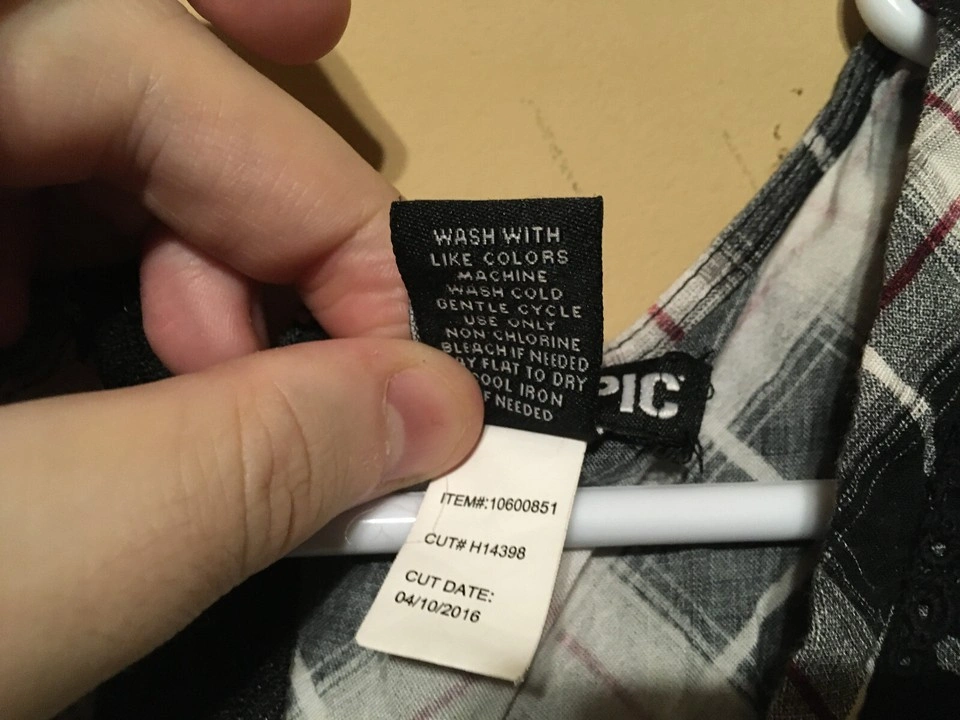 WASH WITH
LIKE COLORS
MACHINE
WASH COLD
GENTLE CYCLE
USE ONLY
NON CHLORINE
BLEACH IF NEEDED
AY FLAT TO DRY
COOL IRON
F NEEDED
PIC
ITEM#:10600851
CUT# H14398
CUT DATE:
04/10/2016